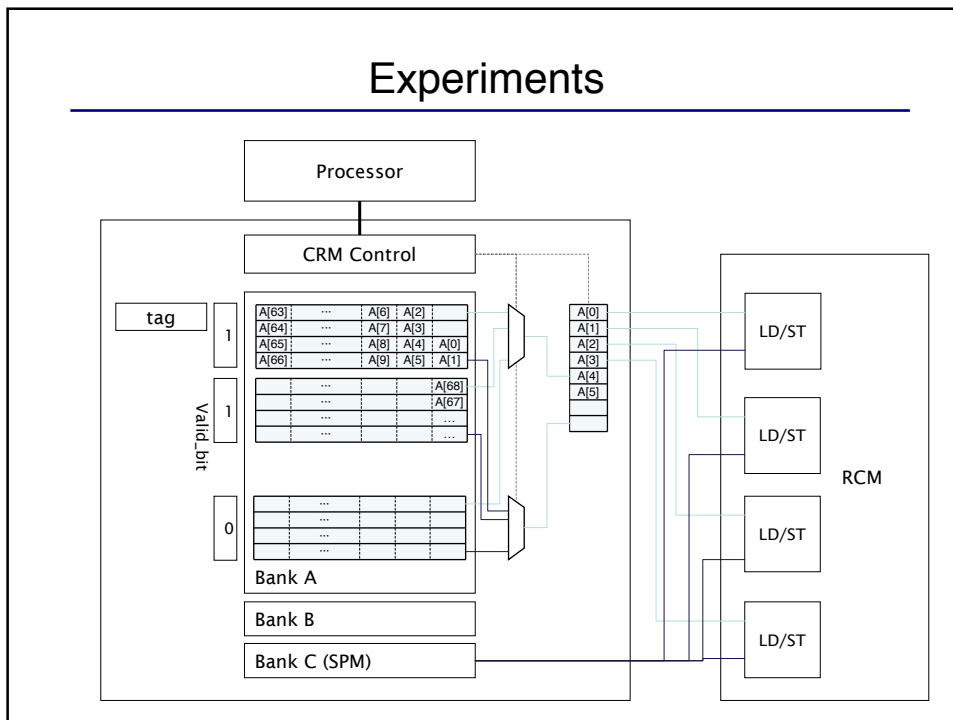 Experiments
Processor
CRM Control
tag
Valid_bit
1
A[63] ... A[6] A[2]
A[64] ... A[7] A[3]
A[65] ... A[8] A[4] A[0]
A[66] ... A[9] A[5] A[1]
1
... A[68]
... A[67]
... ...
... ...
0
...
...
...
...
Bank A
Bank B
Bank C (SPM)
A[0]
A[1]
A[2]
A[3]
A[4]
A[5]
LD/ST
LD/ST
RCM
LD/ST
LD/ST